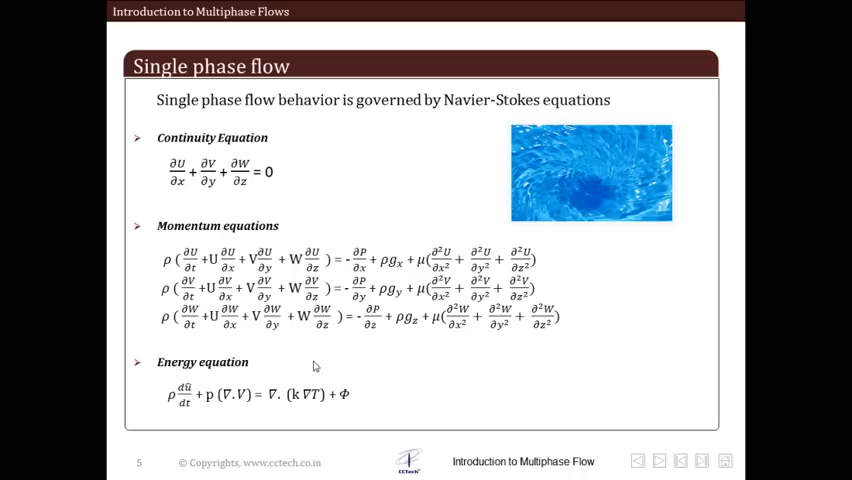 Introduction to Multiphase Flows
Single phase flow
Single phase flow behavior is governed by Navier-Stokes equations
➢ Continuity Equation
∂U/∂x + ∂V/∂y + ∂W/∂z = 0
➢ Momentum equations
ρ ( ∂U/∂t +U ∂U/∂x + V ∂U/∂y + W ∂U/∂z ) = - ∂P/∂x + ρg_x + μ( ∂²U/∂x² + ∂²U/∂y² + ∂²U/∂z² )
ρ ( ∂V/∂t +U ∂V/∂x + V ∂V/∂y + W ∂V/∂z ) = - ∂P/∂y + ρg_y + μ( ∂²V/∂x² + ∂²V/∂y² + ∂²V/∂z² )
ρ ( ∂W/∂t +U ∂W/∂x + V ∂W/∂y + W ∂W/∂z ) = - ∂P/∂z + ρg_z + μ( ∂²W/∂x² + ∂²W/∂y² + ∂²W/∂z² )
➢ Energy equation
ρ dû/dt + p (∇.V) = ∇. (k ∇T) + Φ
5 © Copyrights, www.cctech.co.in CCTech Introduction to Multiphase Flow